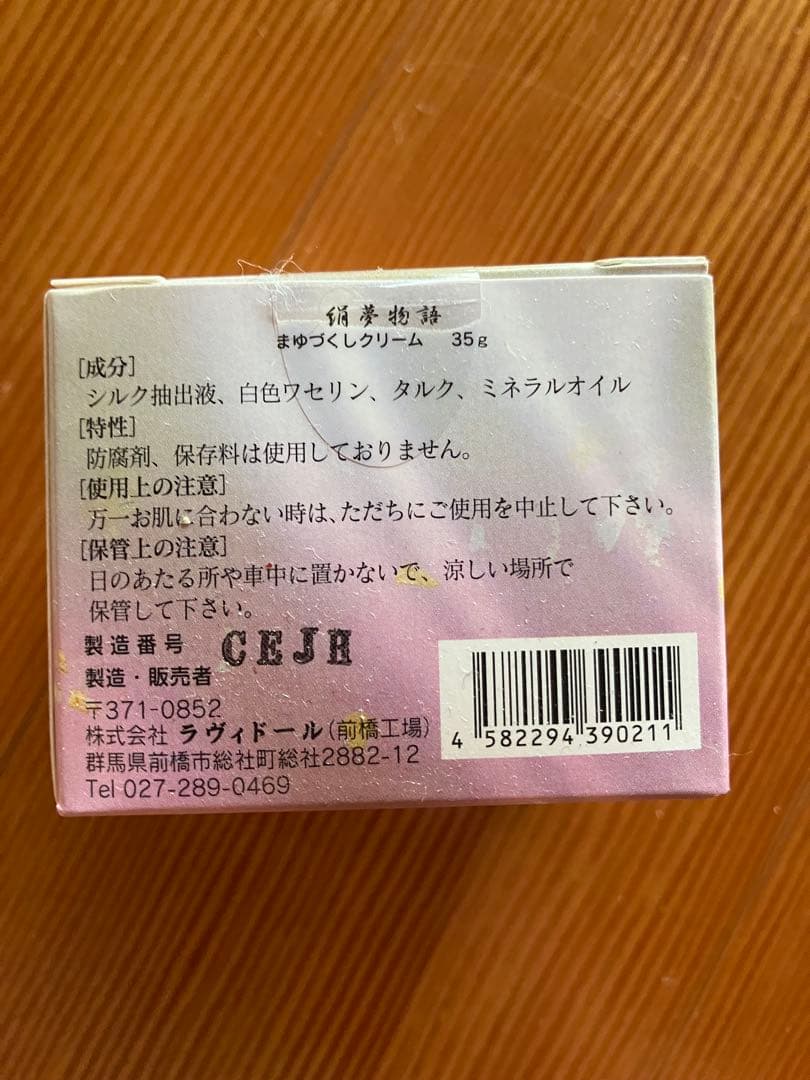 絹夢物語
まゆづくしクリーム 35g
[成分]
シルク抽出液、白色ワセリン、タルク、ミネラルオイル
[特性]
防腐剤、保存料は使用しておりません。
[使用上の注意]
万一お肌に合わない時は、ただちにご使用を中止して下さい。
[保管上の注意]
日のあたる所や車中に置かないで、涼しい場所で
保管して下さい。
製造番号 CEJH
製造・販売者
〒371-0852
株式会社 ラヴィドール(前橋工場)
群馬県前橋市総社町総社2882-12
Tel 027-289-0469
4 582294 390211